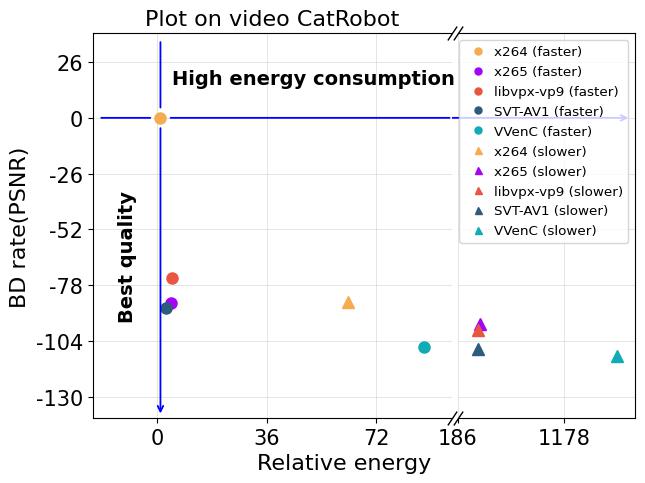 Plot on video CatRobot
BD rate(PSNR)
26
0
-26
-52
-78
-104
-130
High energy consumption
Best quality
x264 (faster)
x265 (faster)
libvpx-vp9 (faster)
SVT-AV1 (faster)
VVenC (faster)
x264 (slower)
x265 (slower)
libvpx-vp9 (slower)
SVT-AV1 (slower)
VVenC (slower)
0 36 72 186 1178
Relative energy